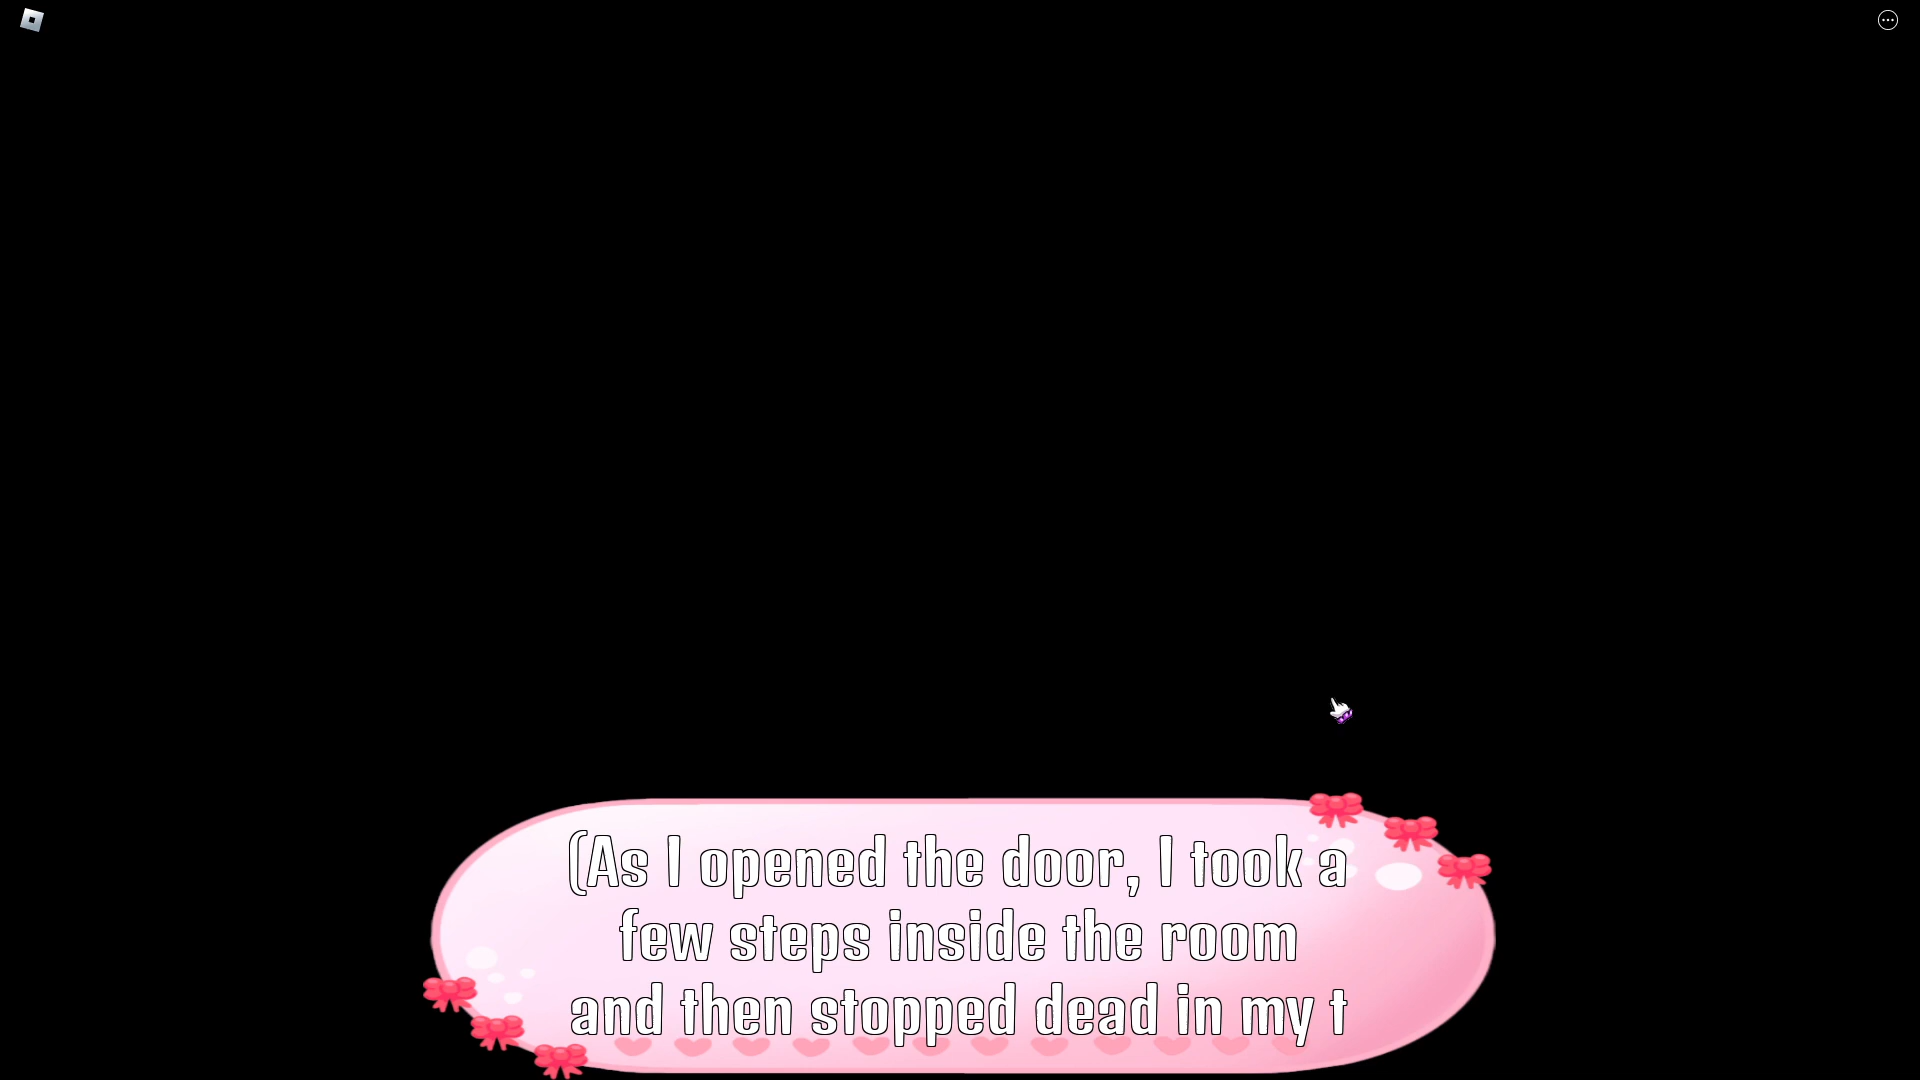 (As I opened the door, I took a
few steps inside the room
and then stopped dead in my t